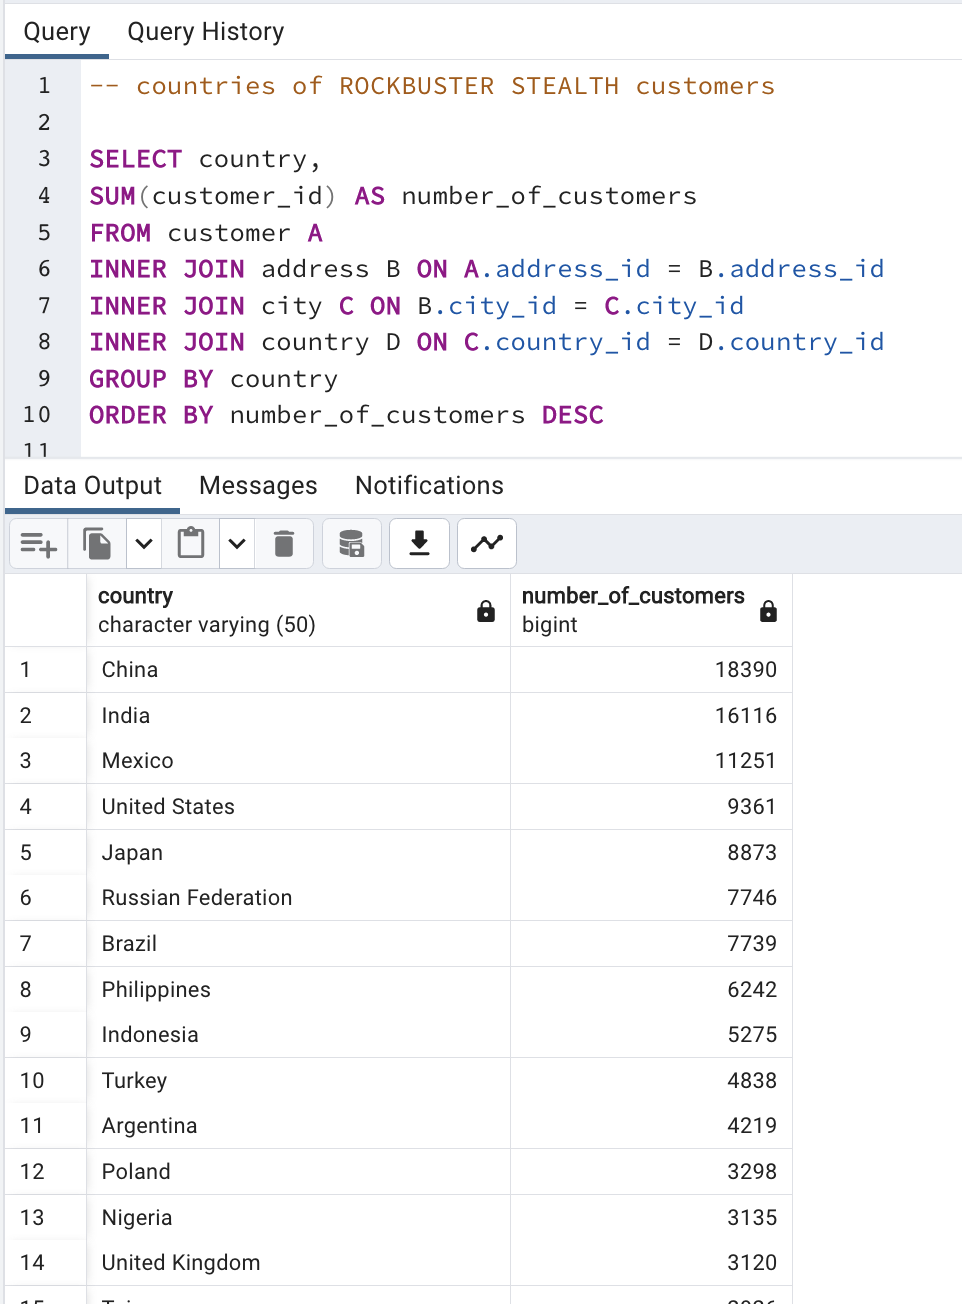 Query Query History
1 -- countries of ROCKBUSTER STEALTH customers
2
3 SELECT country,
4 SUM(customer_id) AS number_of_customers
5 FROM customer A
6 INNER JOIN address B ON A.address_id = B.address_id
7 INNER JOIN city C ON B.city_id = C.city_id
8 INNER JOIN country D ON C.country_id = D.country_id
9 GROUP BY country
10 ORDER BY number_of_customers DESC
11
Data Output Messages Notifications
country number_of_customers
character varying (50) bigint
1 China 18390
2 India 16116
3 Mexico 11251
4 United States 9361
5 Japan 8873
6 Russian Federation 7746
7 Brazil 7739
8 Philippines 6242
9 Indonesia 5275
10 Turkey 4838
11 Argentina 4219
12 Poland 3298
13 Nigeria 3135
14 United Kingdom 3120
15